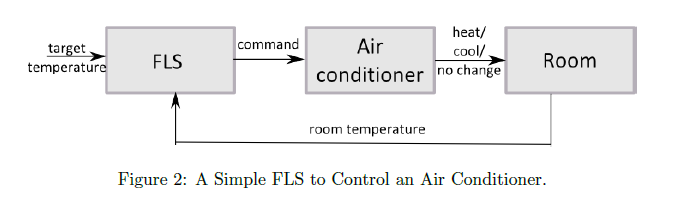 target
temperature
FLS
command
Air
conditioner
heat/
cool/
no change
Room
room temperature
Figure 2: A Simple FLS to Control an Air Conditioner.